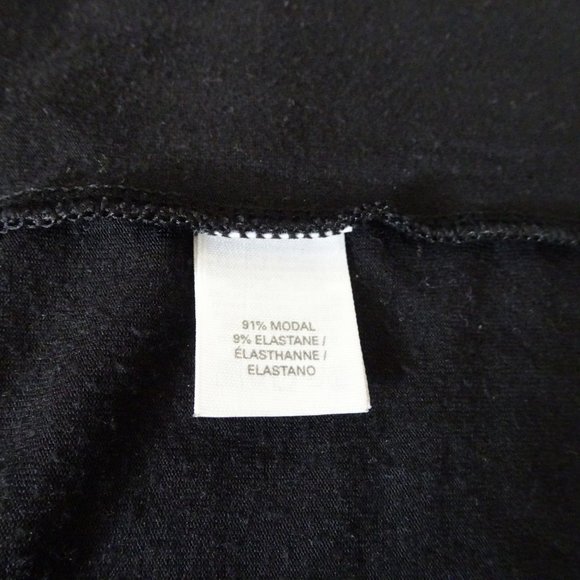 91% MODAL
9% ELASTANE /
ÉLASTHANNE /
ELASTANO